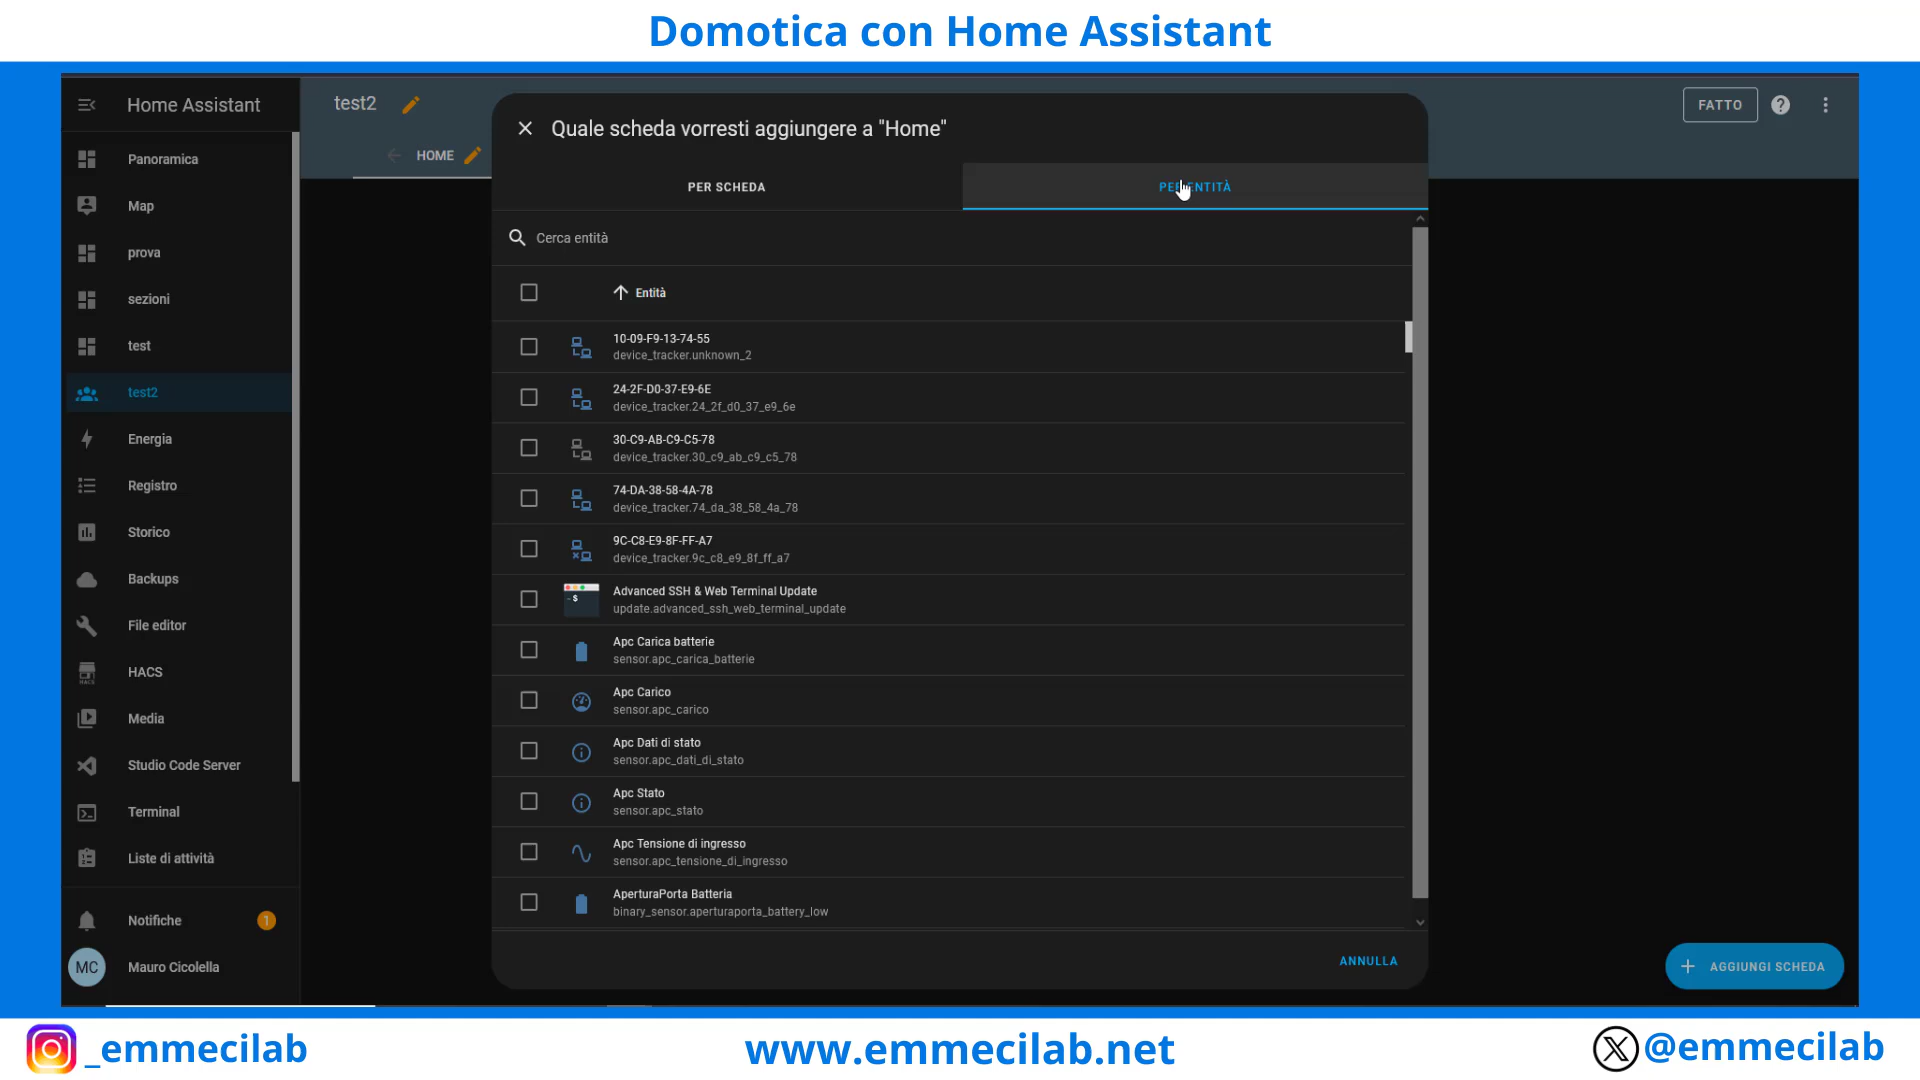 Domotica con Home Assistant
Home Assistant
test2
FATTO
HOME
Quale scheda vorresti aggiungere a "Home"
PER SCHEDA
PER ENTITÀ
Cerca entità
Entità
Panoramica
Map
prova
sezioni
test
test2
Energia
Registro
Storico
Backups
File editor
HACS
Media
Studio Code Server
Terminal
Liste di attività
Notifiche
1
MC
Mauro Cicolella
10-09-F9-13-74-55
device_tracker.unknown_2
24-2F-D0-37-E9-6E
device_tracker.24_2f_d0_37_e9_6e
30-C9-AB-C9-C5-78
device_tracker.30_c9_ab_c9_c5_78
74-DA-38-58-4A-78
device_tracker.74_da_38_58_4a_78
9C-C8-E9-8F-FF-A7
device_tracker.9c_c8_e9_8f_ff_a7
Advanced SSH & Web Terminal Update
update.advanced_ssh_web_terminal_update
Apc Carica batterie
sensor.apc_carica_batterie
Apc Carico
sensor.apc_carico
Apc Dati di stato
sensor.apc_dati_di_stato
Apc Stato
sensor.apc_stato
Apc Tensione di ingresso
sensor.apc_tensione_di_ingresso
AperturaPorta Batteria
binary_sensor.aperturaporta_battery_low
ANNULLA
AGGIUNGI SCHEDA
_emmecilab
www.emmecilab.net
@emmecilab